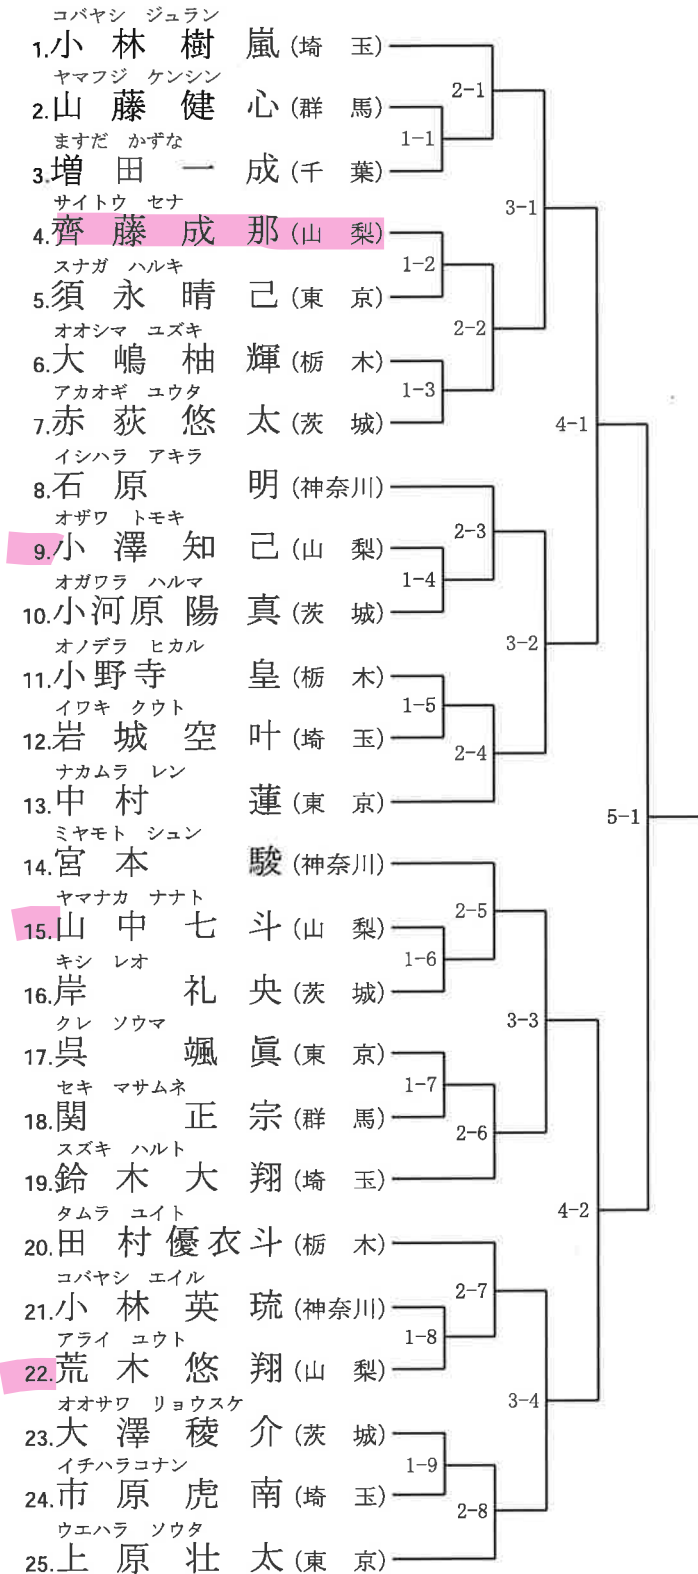 コバヤシ ジュラン
1.小林樹嵐(埼玉)
ヤマフジ ケンシン
2.山藤健心(群馬)
ますだ かずな
3.増田一成(千葉)
サイトウ セナ
4.齊藤成那(山梨)
スナガ ハルキ
5.須永晴己(東京)
オオシマ ユズキ
6.大嶋柚輝(栃木)
アカオギ ユウタ
7.赤荻悠太(茨城)
イシハラ アキラ
8.石原明(神奈川)
オザワ トモキ
9.小澤知己(山梨)
オガワラ ハルマ
10.小河原陽真(茨城)
オノデラ ヒカル
11.小野寺皇(栃木)
イワキ クウト
12.岩城空叶(埼玉)
ナカムラ レン
13.中村蓮(東京)
ミヤモト シュン
14.宮本駿(神奈川)
ヤマナカ ナナト
15.山中七斗(山梨)
キシ レオ
16.岸礼央(茨城)
クレ ソウマ
17.呉颯眞(東京)
セキ マサムネ
18.関正宗(群馬)
スズキ ハルト
19.鈴木大翔(埼玉)
タムラ ユイト
20.田村優衣斗(栃木)
コバヤシ エイル
21.小林英琉(神奈川)
アライ ユウト
22.荒木悠翔(山梨)
オオサワ リョウスケ
23.大澤稜介(茨城)
イチハラコナン
24.市原虎南(埼玉)
ウエハラ ソウタ
25.上原壮太(東京)
1-1
1-2
1-3
1-4
1-5
1-6
1-7
1-8
1-9
2-1
2-2
2-3
2-4
2-5
2-6
2-7
2-8
3-1
3-2
3-3
3-4
4-1
4-2
5-1